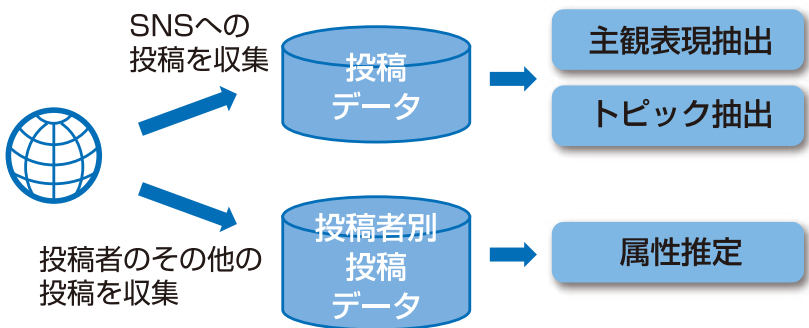 SNSへの
投稿を収集
投稿
データ
主観表現抽出
トピック抽出
投稿者のその他の
投稿を収集
投稿者別
投稿
データ
属性推定